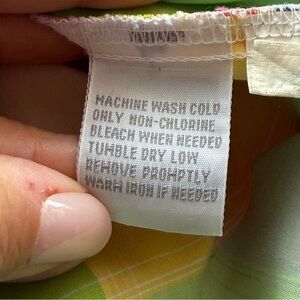 MACHINE WASH COLD
ONLY NON-CHLORINE
BLEACH WHEN NEEDED
TUMBLE DRY LOW
REMOVE PROMPTLY
WARM IRON IF NEEDED